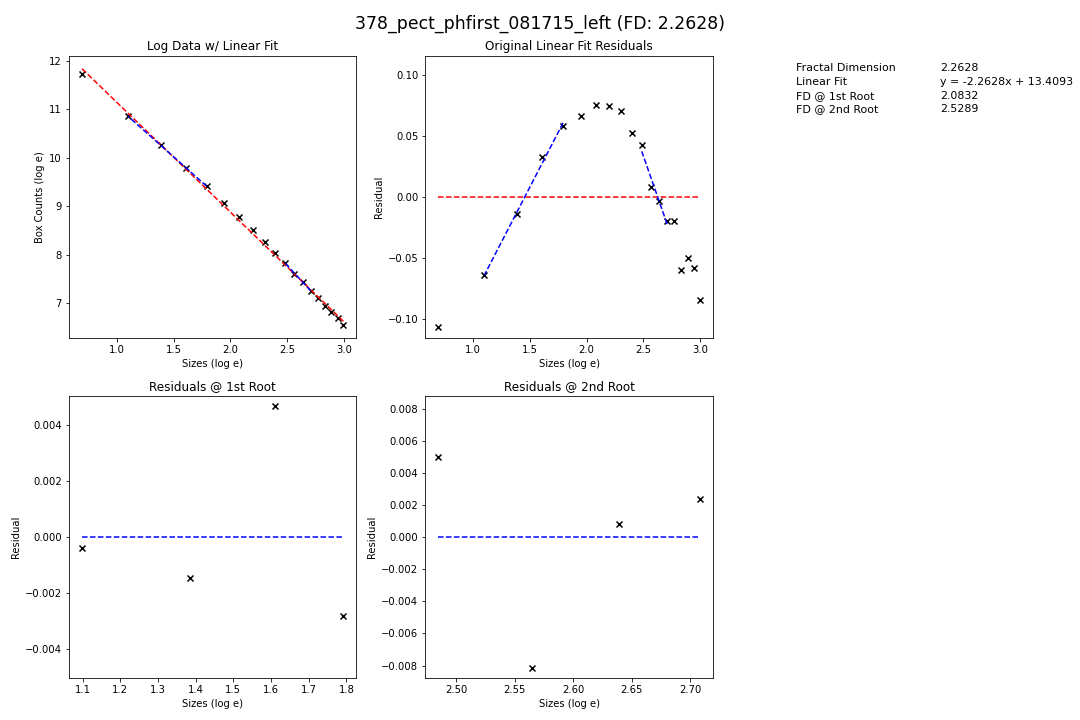 378_pect_phfirst_081715_left (FD: 2.2628)
Log Data w/ Linear Fit
12
11
10
9
8
7
Box Counts (log e)
1.0 1.5 2.0 2.5 3.0
Sizes (log e)
Original Linear Fit Residuals
0.10
0.05
0.00
−0.05
−0.10
Residual
1.0 1.5 2.0 2.5 3.0
Sizes (log e)
Fractal Dimension 2.2628
Linear Fit y = -2.2628x + 13.4093
FD @ 1st Root 2.0832
FD @ 2nd Root 2.5289
Residuals @ 1st Root
0.004
0.002
0.000
−0.002
−0.004
Residual
1.1 1.2 1.3 1.4 1.5 1.6 1.7 1.8
Sizes (log e)
Residuals @ 2nd Root
0.008
0.006
0.004
0.002
0.000
−0.002
−0.004
−0.006
−0.008
Residual
2.50 2.55 2.60 2.65 2.70
Sizes (log e)